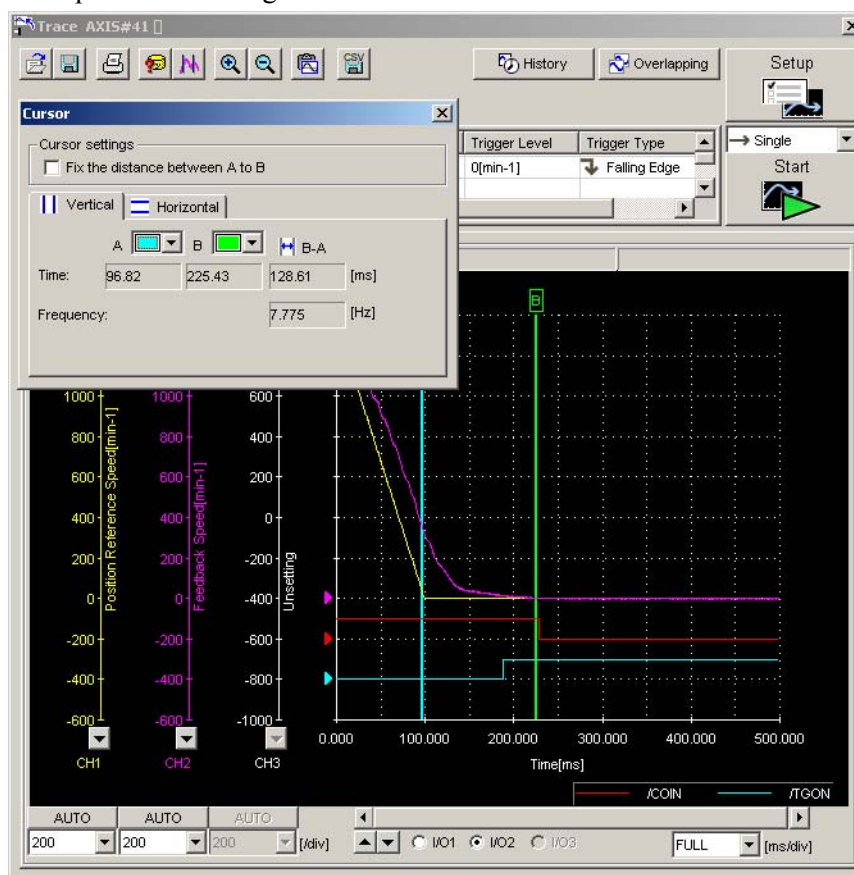 Trace AXIS#41 []
CSV
History
Overlapping
Setup
Cursor
Cursor settings
Fix the distance between A to B
Trigger Level
Trigger Type
0[min-1]
Falling Edge
Single
Start
Vertical
Horizontal
A
B
B-A
Time:
96.82
225.43
128.61
[ms]
Frequency:
7.775
[Hz]
B
1000
800
600
400
200
0
-200
-400
-600
Position Reference Speed[min-1]
1000
800
600
400
200
0
-200
-400
-600
Feedback Speed[min-1]
600
400
200
0
-200
-400
-600
-800
-1000
Unsetting
CH1
CH2
CH3
0.000
100.000
200.000
300.000
400.000
500.000
Time[ms]
/COIN
/TGON
AUTO
AUTO
AUTO
200
200
200
[/div]
I/O1
I/O2
I/O3
FULL
[ms/div]